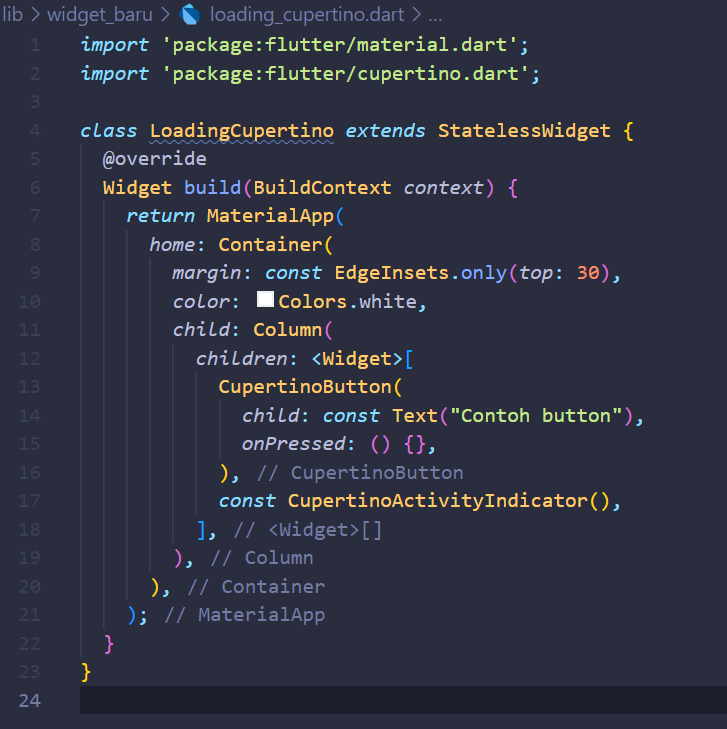 lib > widget_baru > loading_cupertino.dart > ...
1 import 'package:flutter/material.dart';
2 import 'package:flutter/cupertino.dart';
3
4 class LoadingCupertino extends StatelessWidget {
5 @override
6 Widget build(BuildContext context) {
7 return MaterialApp(
8 home: Container(
9 margin: const EdgeInsets.only(top: 30),
10 color: Colors.white,
11 child: Column(
12 children: <Widget>[
13 CupertinoButton(
14 child: const Text("Contoh button"),
15 onPressed: () {},
16 ), // CupertinoButton
17 const CupertinoActivityIndicator(),
18 ], // <Widget>[]
19 ), // Column
20 ), // Container
21 ); // MaterialApp
22 }
23 }
24